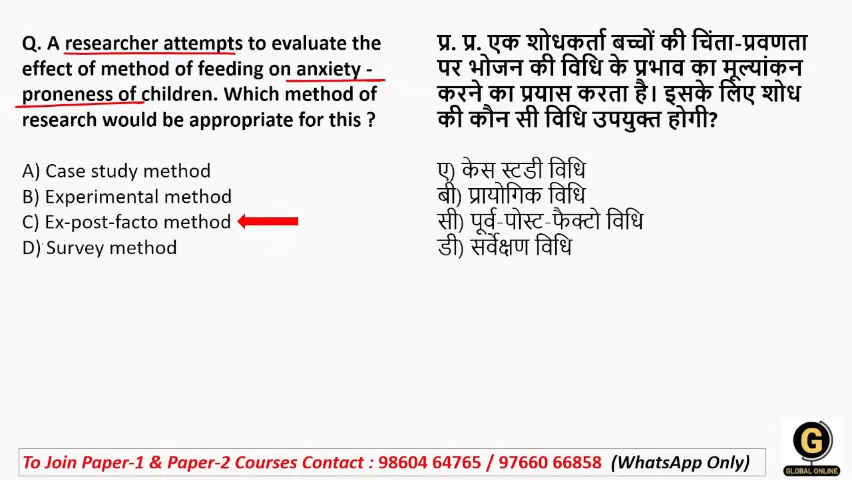 Q. A researcher attempts to evaluate the
effect of method of feeding on anxiety -
proneness of children. Which method of
research would be appropriate for this ?
A) Case study method
B) Experimental method
C) Ex-post-facto method
D) Survey method
प्र. प्र. एक शोधकर्ता बच्चों की चिंता-प्रवणता
पर भोजन की विधि के प्रभाव का मूल्यांकन
करने का प्रयास करता है। इसके लिए शोध
की कौन सी विधि उपयुक्त होगी?
ए) केस स्टडी विधि
बी) प्रायोगिक विधि
सी) पूर्व-पोस्ट-फैक्टो विधि
डी) सर्वेक्षण विधि
G
GLOBAL ONLINE
To Join Paper-1 & Paper-2 Courses Contact : 98604 64765 / 97660 66858 (WhatsApp Only)